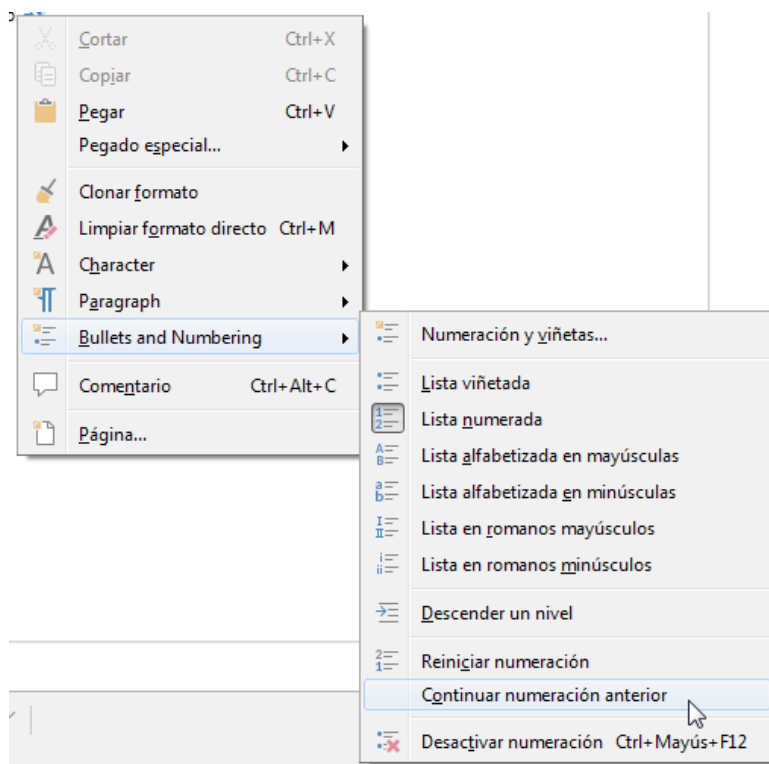 Cortar Ctrl+X
Copiar Ctrl+C
Pegar Ctrl+V
Pegado especial...
Clonar formato
Limpiar formato directo Ctrl+M
Character
Paragraph
Bullets and Numbering
Comentario Ctrl+Alt+C
Página...
Numeración y viñetas...
Lista viñetada
Lista numerada
Lista alfabetizada en mayúsculas
Lista alfabetizada en minúsculas
Lista en romanos mayúsculos
Lista en romanos minúsculos
Descender un nivel
Reiniciar numeración
Continuar numeración anterior
Desactivar numeración Ctrl+Mayús+F12